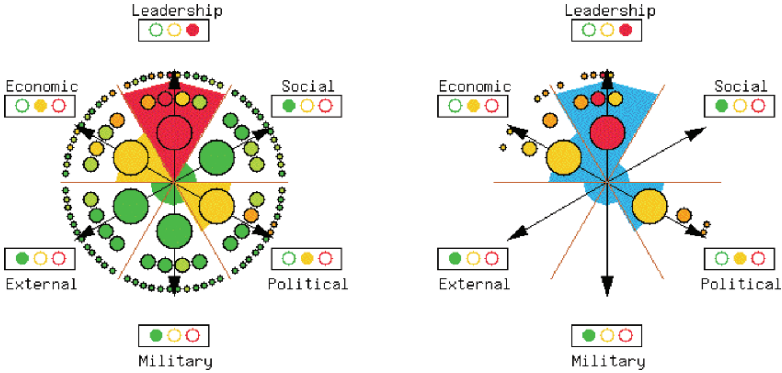 Leadership
Leadership
Economic
Social
Economic
Social
External
Political
External
Political
Military
Military